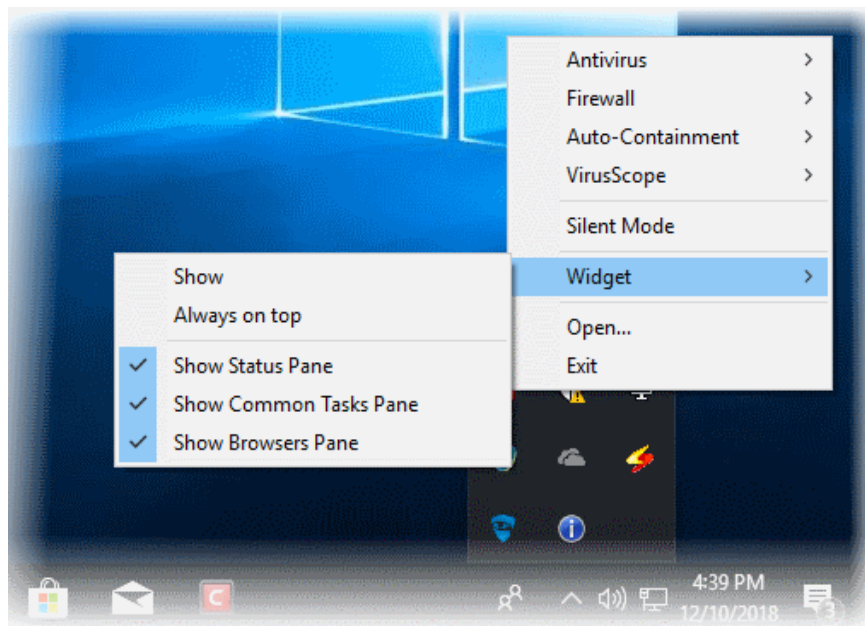 Antivirus
Firewall
Auto-Containment
VirusScope
Silent Mode
Widget
Open...
Exit
Show
Always on top
Show Status Pane
Show Common Tasks Pane
Show Browsers Pane
4:39 PM
12/10/2018
3